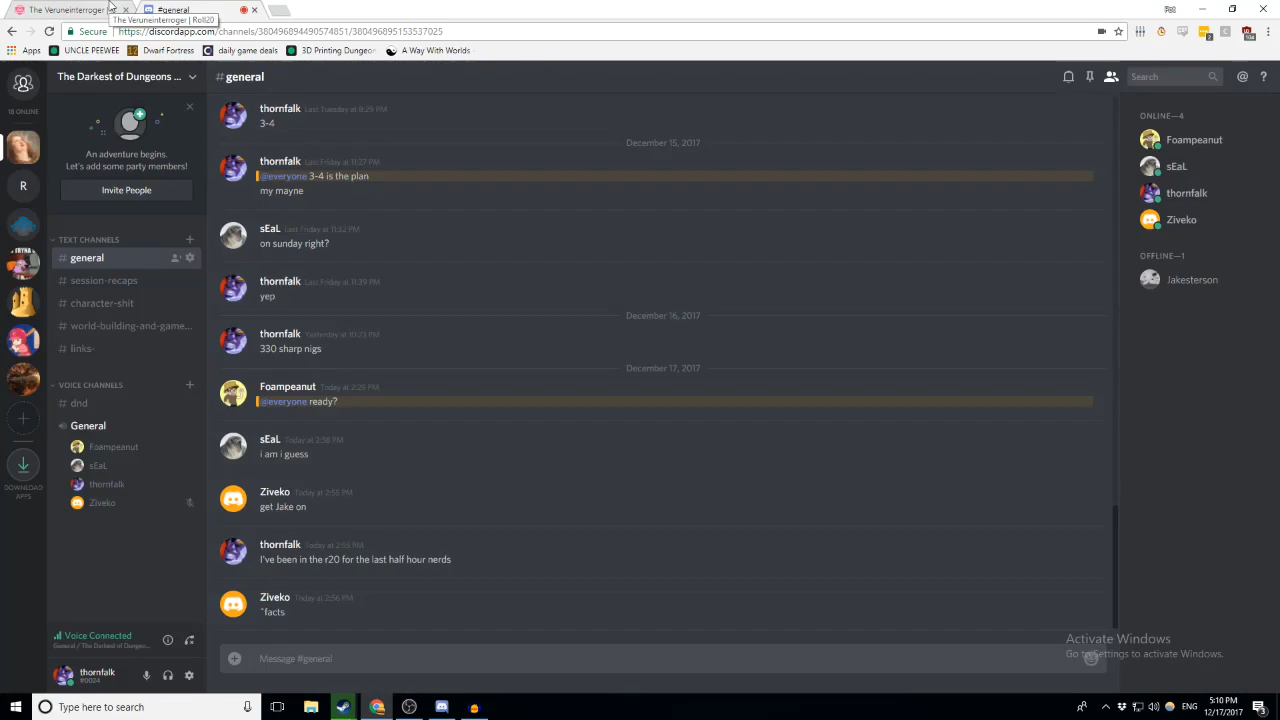 The Veruneinterroger
#general
The Veruneinterroger | Roll20
Secure
https://discordapp.com/channels/380496894490574851/380496895153537025
Apps
UNCLE PEEWEE
Dwarf Fortress
daily game deals
3D Printing Dungeon
A Way With Words
The Darkest of Dungeons ...
#general
Search
18 ONLINE
An adventure begins.
Let's add some party members!
Invite People
R
TEXT CHANNELS
# general
# session-recaps
# character-shit
# world-building-and-game...
# links-
VOICE CHANNELS
dnd
General
Foampeanut
sEaL
thornfalk
Ziveko
DOWNLOAD
APPS
Voice Connected
General / The Darkest of Dungeon...
thornfalk
#0024
thornfalk Last Tuesday at 8:29 PM
3-4
December 15, 2017
thornfalk Last Friday at 11:27 PM
@everyone 3-4 is the plan
my mayne
sEaL Last Friday at 11:32 PM
on sunday right?
thornfalk Last Friday at 11:39 PM
yep
December 16, 2017
thornfalk Yesterday at 10:23 PM
330 sharp nigs
December 17, 2017
Foampeanut Today at 2:29 PM
@everyone ready?
sEaL Today at 2:38 PM
i am i guess
Ziveko Today at 2:55 PM
get Jake on
thornfalk Today at 2:55 PM
I've been in the r20 for the last half hour nerds
Ziveko Today at 2:56 PM
"facts
Message #general
ONLINE—4
Foampeanut
sEaL
thornfalk
Ziveko
OFFLINE—1
Jakesterson
Activate Windows
Go to Settings to activate Windows.
Type here to search
ENG
5:10 PM
12/17/2017